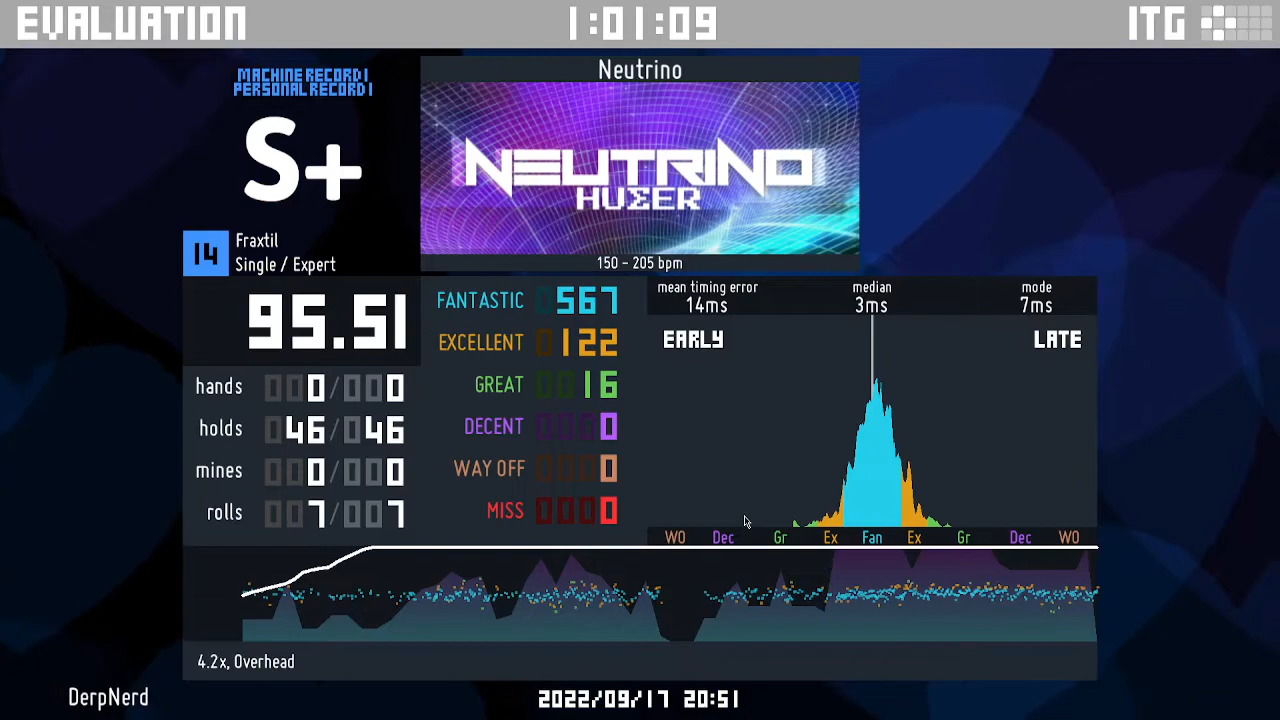 EVALUATION
1:01:09
ITG
MACHINE RECORD 1
PERSONAL RECORD 1
S+
Neutrino
NEUTRINO
HUΣER
150 - 205 bpm
14
Fraxtil
Single / Expert
95.51
hands 000/000
holds 046/046
mines 000/000
rolls 007/007
FANTASTIC 0567
EXCELLENT 0122
GREAT 0016
DECENT 0000
WAY OFF 0000
MISS 0000
mean timing error
14ms
median
3ms
mode
7ms
EARLY
LATE
WO Dec Gr Ex Fan Ex Gr Dec WO
4.2x, Overhead
DerpNerd
2022/09/17 20:51